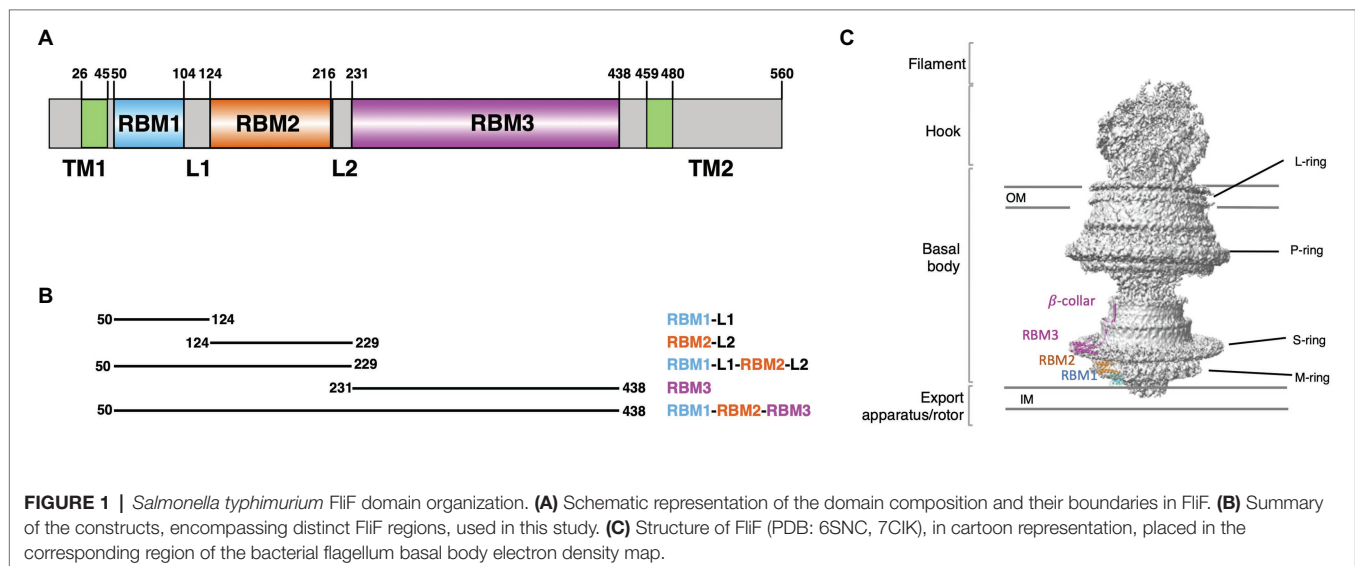 A
26 45 50 104 124 216 231 438 459 480 560
RBM1 RBM2 RBM3
TM1 L1 L2 TM2
B
50 124 RBM1-L1
124 229 RBM2-L2
50 229 RBM1-L1-RBM2-L2
231 438 RBM3
50 438 RBM1-RBM2-RBM3
C
Filament
Hook
L-ring
OM
Basal
body
P-ring
β-collar
RBM3
S-ring
RBM2
RBM1
M-ring
Export
apparatus/rotor
IM
FIGURE 1 | Salmonella typhimurium FliF domain organization. (A) Schematic representation of the domain composition and their boundaries in FliF. (B) Summary
of the constructs, encompassing distinct FliF regions, used in this study. (C) Structure of FliF (PDB: 6SNC, 7CIK), in cartoon representation, placed in the
corresponding region of the bacterial flagellum basal body electron density map.